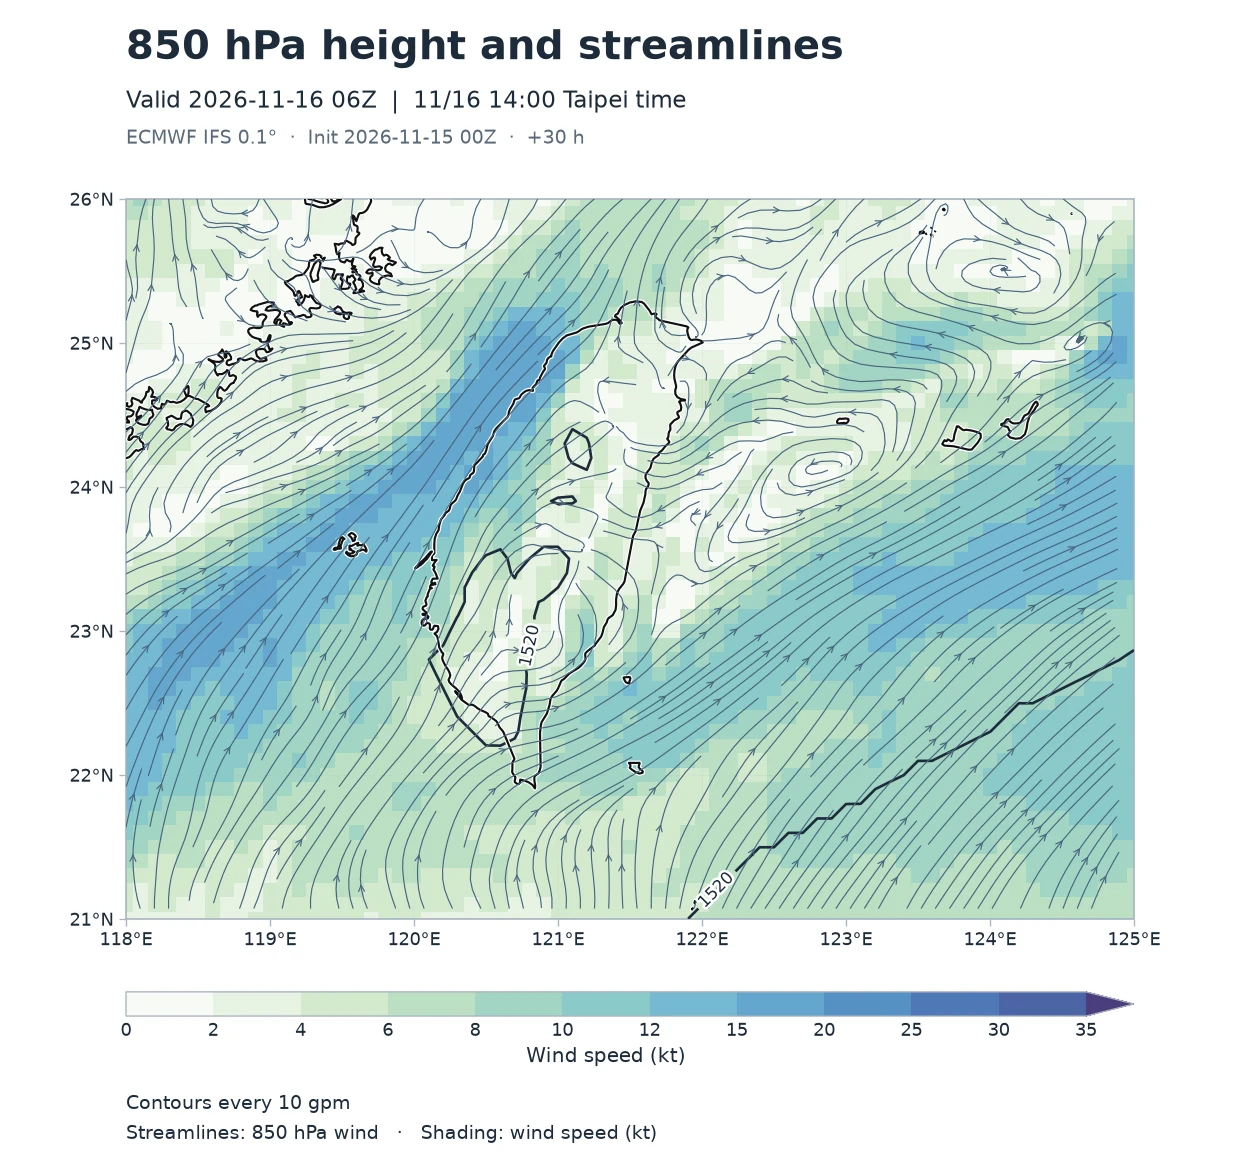 850 hPa height and streamlines
Valid 2026-11-16 06Z | 11/16 14:00 Taipei time
ECMWF IFS 0.1° · Init 2026-11-15 00Z · +30 h
26°N
25°N
24°N
23°N
22°N
21°N
1520
1520
118°E 119°E 120°E 121°E 122°E 123°E 124°E 125°E
0 2 4 6 8 10 12 15 20 25 30 35
Wind speed (kt)
Contours every 10 gpm
Streamlines: 850 hPa wind · Shading: wind speed (kt)